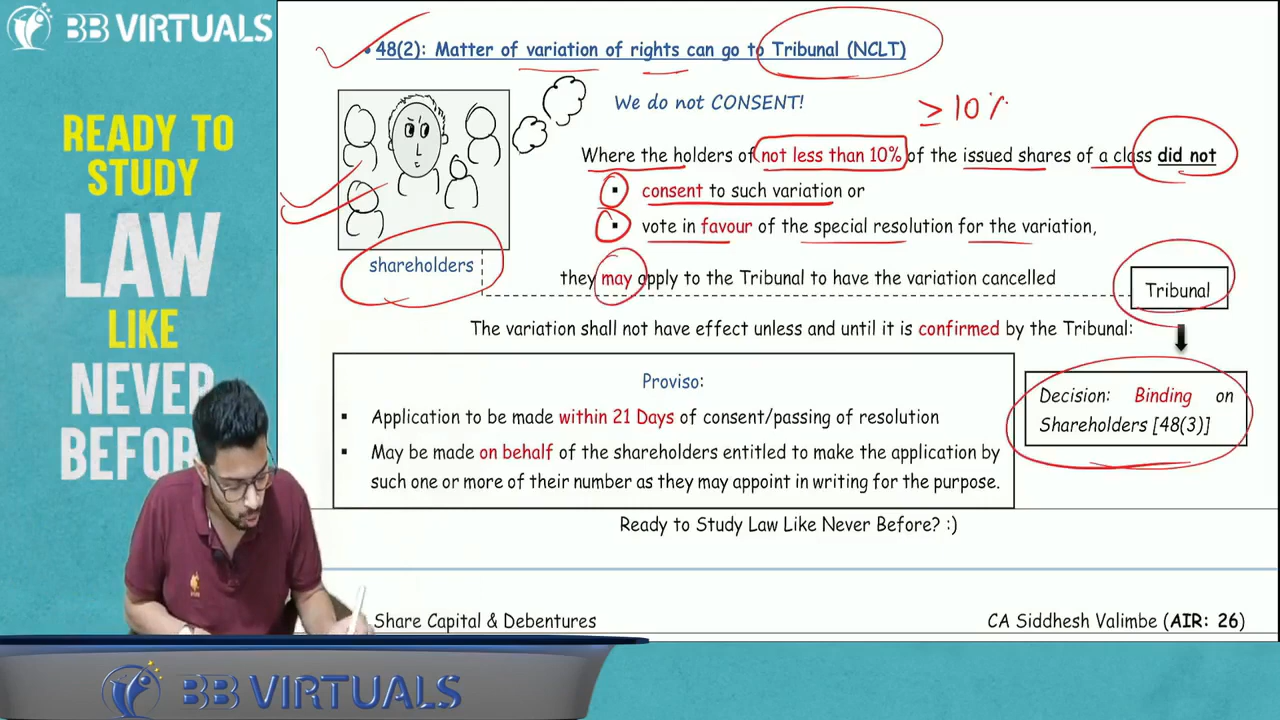 BB VIRTUALS
READY TO
STUDY
LAW
LIKE
NEVER
BEFOR
• 48(2): Matter of variation of rights can go to Tribunal (NCLT)
We do not CONSENT!
≥ 10%
Where the holders of not less than 10% of the issued shares of a class did not
▪ consent to such variation or
▪ vote in favour of the special resolution for the variation,
shareholders
they may apply to the Tribunal to have the variation cancelled
Tribunal
The variation shall not have effect unless and until it is confirmed by the Tribunal:
Proviso:
▪ Application to be made within 21 Days of consent/passing of resolution
▪ May be made on behalf of the shareholders entitled to make the application by
such one or more of their number as they may appoint in writing for the purpose.
Decision: Binding on
Shareholders [48(3)]
Ready to Study Law Like Never Before? :)
Share Capital & Debentures
CA Siddhesh Valimbe (AIR: 26)
BB VIRTUALS